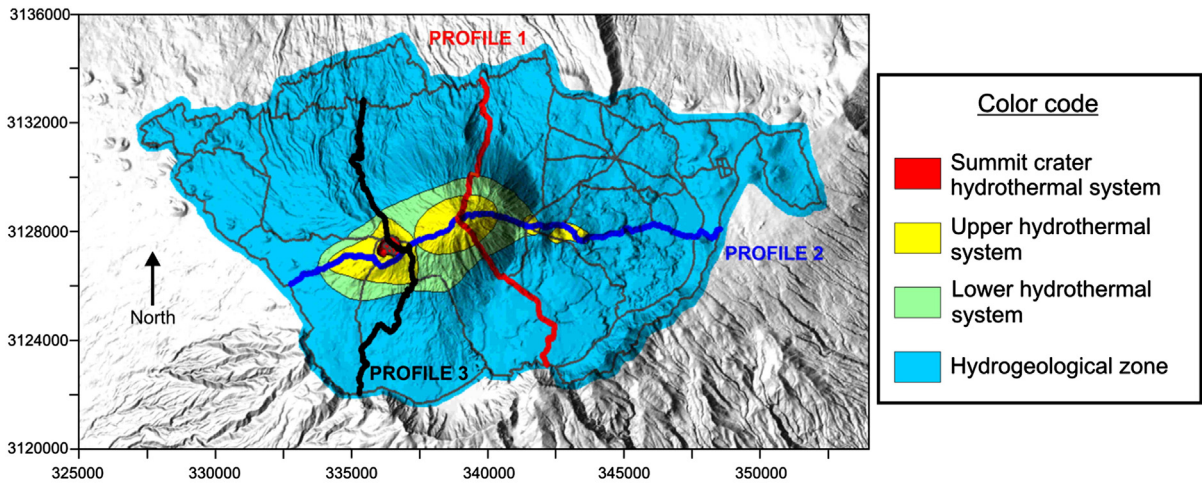 3136000
3132000
3128000
3124000
3120000
325000
330000
335000
340000
345000
350000
PROFILE 1
PROFILE 2
PROFILE 3
North
Color code
Summit crater
hydrothermal system
Upper hydrothermal
system
Lower hydrothermal
system
Hydrogeological zone